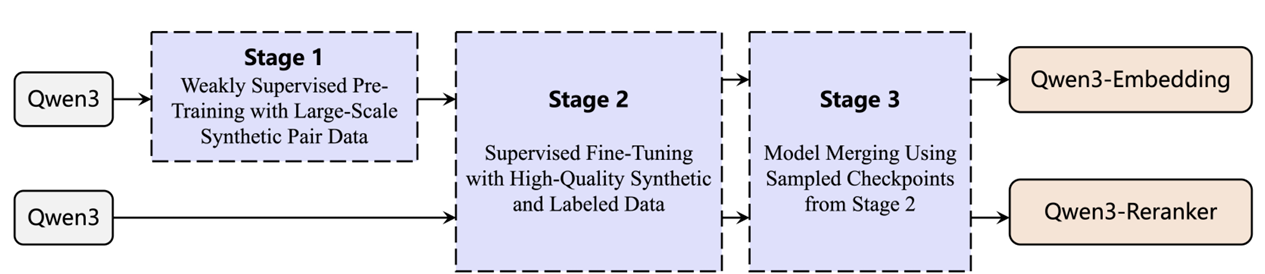 Qwen3
Stage 1
Weakly Supervised Pre-
Training with Large-Scale
Synthetic Pair Data
Stage 2
Supervised Fine-Tuning
with High-Quality Synthetic
and Labeled Data
Stage 3
Model Merging Using
Sampled Checkpoints
from Stage 2
Qwen3-Embedding
Qwen3
Qwen3-Reranker